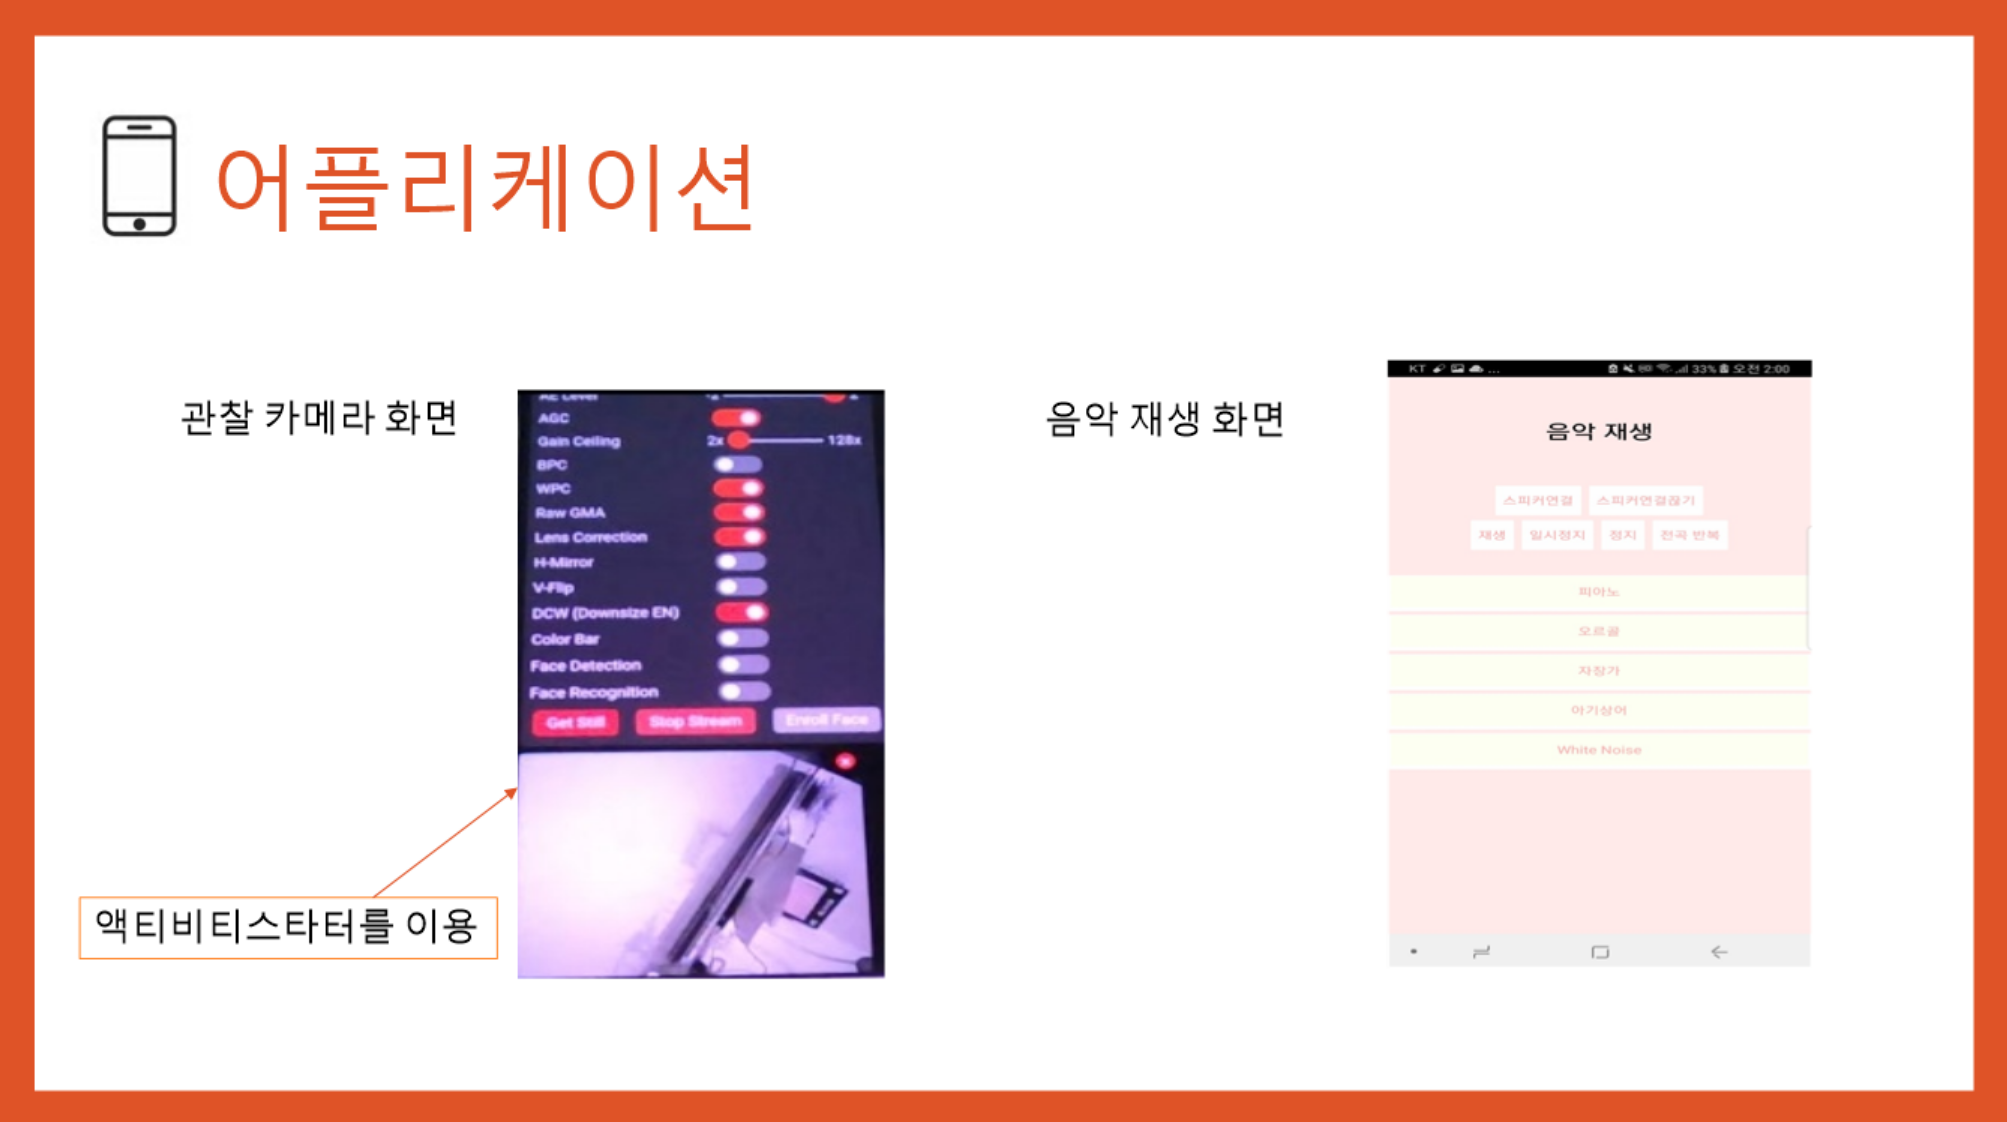 어플리케이션
관찰 카메라 화면
AE Level -2 2
AGC
Gain Ceiling 2x 128x
BPC
WPC
Raw GMA
Lens Correction
H-Mirror
V-Flip
DCW (Downsize EN)
Color Bar
Face Detection
Face Recognition
Get Still Stop Stream Enroll Face
액티비티스타터를 이용
음악 재생 화면
KT ... 33% 오전 2:00
음악 재생
스피커연결 스피커연결끊기
재생 일시정지 정지 전곡 반복
피아노
오르골
자장가
아기상어
White Noise